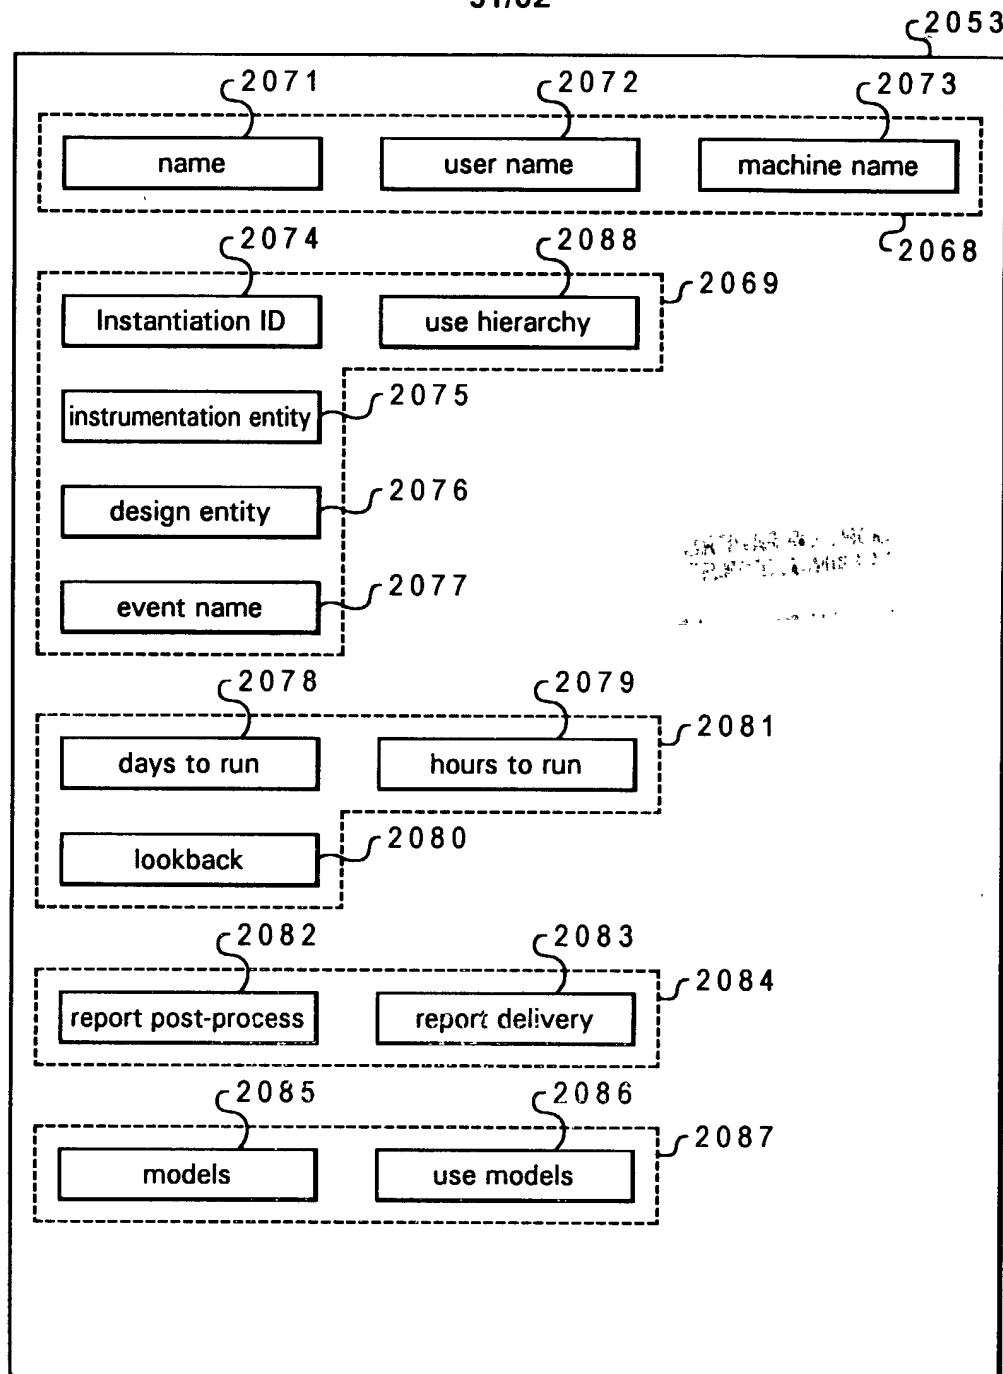 2053
2071 2072 2073
name user name machine name
2068
2074 2088
Instantiation ID use hierarchy 2069
instrumentation entity 2075
design entity 2076
event name 2077
2078 2079
days to run hours to run 2081
lookback 2080
2082 2083
report post-process report delivery 2084
2085 2086
models use models 2087